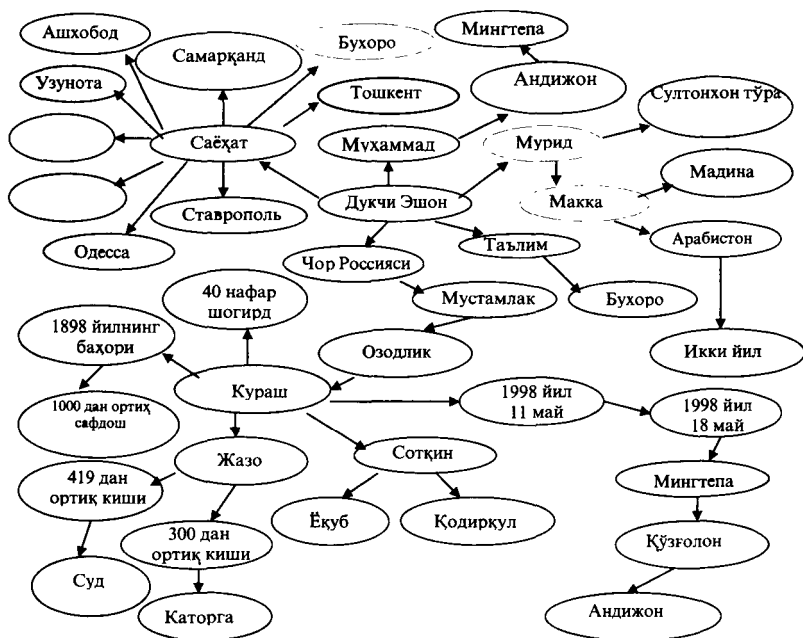 Ашхобод
Самарқанд
Бухоро
Мингтепа
Узунота
Тошкент
Андижон
Султонхон тўра
Саёҳат
Муҳаммад
Мурид
Мадина
Ставрополь
Дукчи Эшон
Макка
Одесса
Таълим
Арабистон
Чор Россияси
40 нафар
шогирд
Мустамлак
Бухоро
1898 йилнинг
баҳори
Озодлик
Икки йил
Кураш
1998 йил
11 май
1998 йил
18 май
1000 дан ортиқ
сафдош
Жазо
Соткин
419 дан
ортиқ киши
Мингтепа
Ёқуб
Қодирқул
300 дан
ортиқ киши
Қўзғолон
Суд
Каторга
Андижон